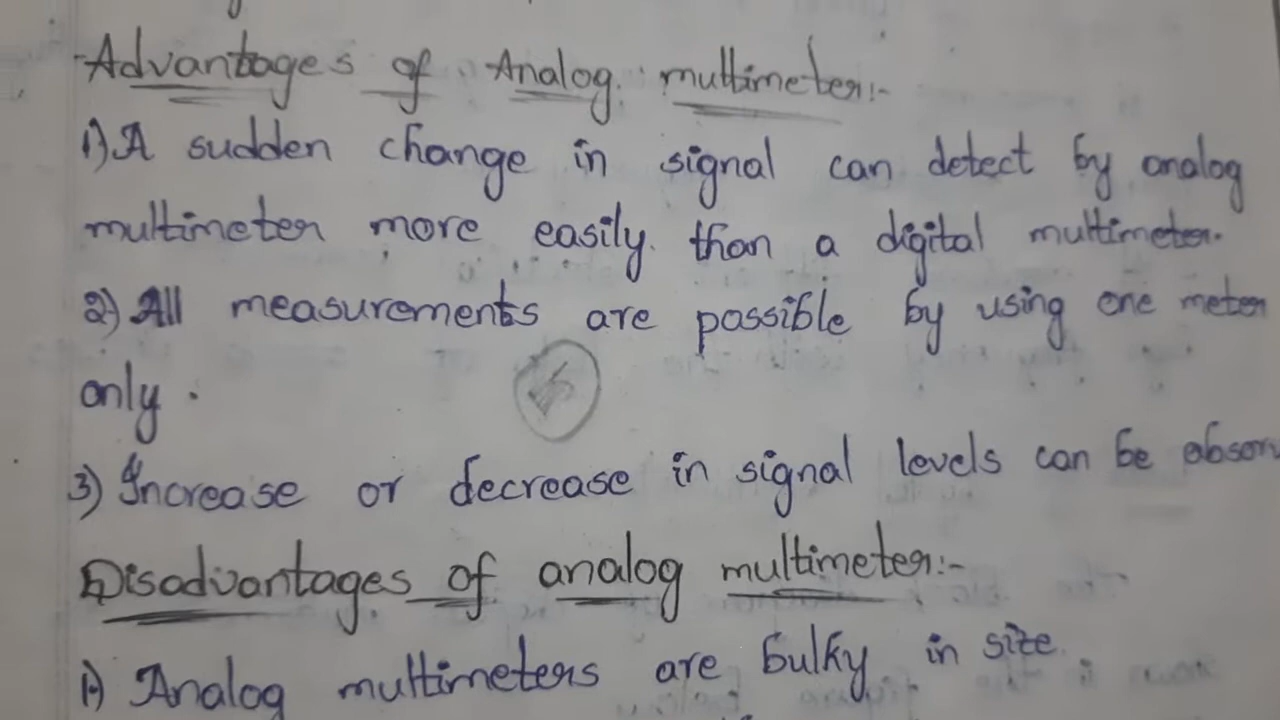 Advantages of Analog multimeter:-
1) A sudden change in signal can detect by analog
multimeter more easily. than a digital multimeter.
2) All measurements are possible by using one meter
only.
3) Increase or decrease in signal levels can be
Disadvantages of analog multimeter:-
1) Analog multimeters are bulky in size.